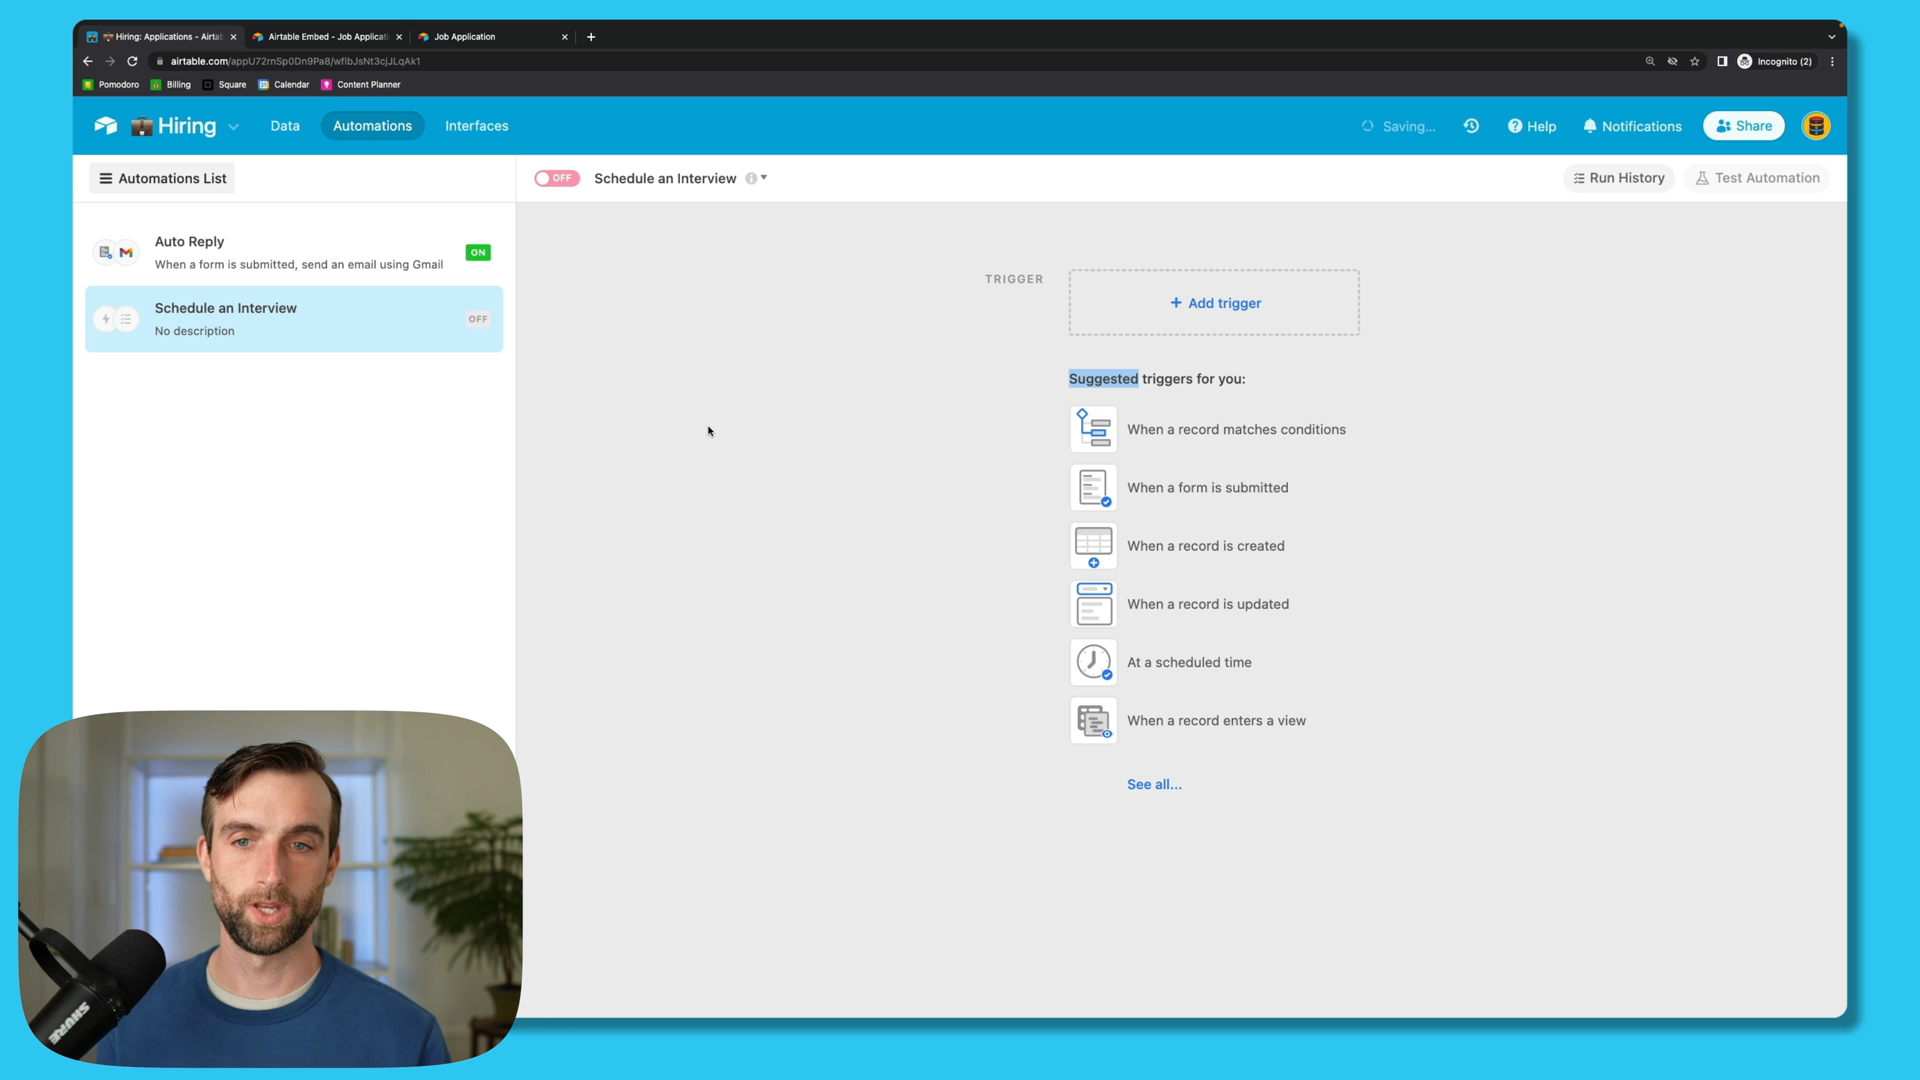 Hiring: Applications - Airtab
Airtable Embed - Job Applicati
Job Application
airtable.com/appU72rnSp0Dn9Pa8/wflbJsNt3cjJLqAk1
Incognito (2)
Pomodoro
Billing
Square
Calendar
Content Planner
Hiring
Data
Automations
Interfaces
Saving...
Help
Notifications
Share
Automations List
OFF
Schedule an Interview
Run History
Test Automation
Auto Reply
When a form is submitted, send an email using Gmail
ON
Schedule an Interview
No description
OFF
TRIGGER
+ Add trigger
Suggested triggers for you:
When a record matches conditions
When a form is submitted
When a record is created
When a record is updated
At a scheduled time
When a record enters a view
See all...
SHURE